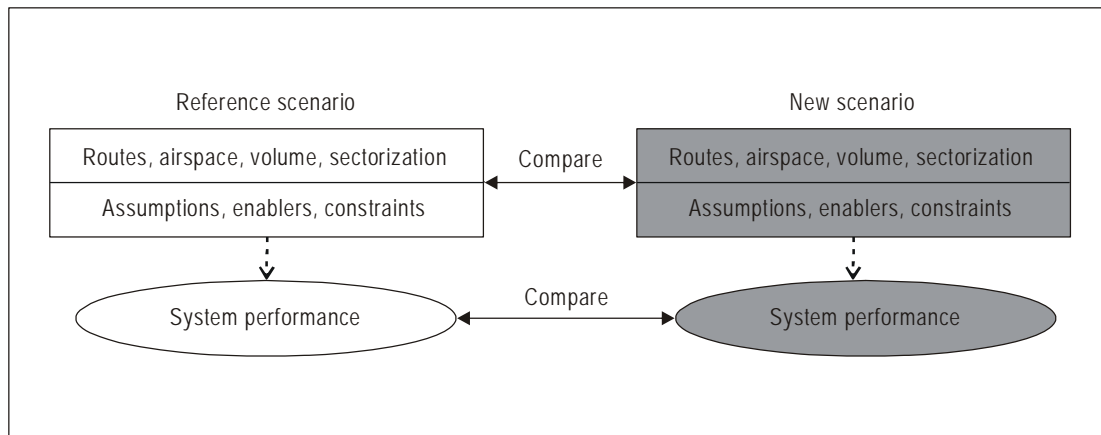 Reference scenario
New scenario
Routes, airspace, volume, sectorization
Compare
Routes, airspace, volume, sectorization
Assumptions, enablers, constraints
Assumptions, enablers, constraints
System performance
Compare
System performance